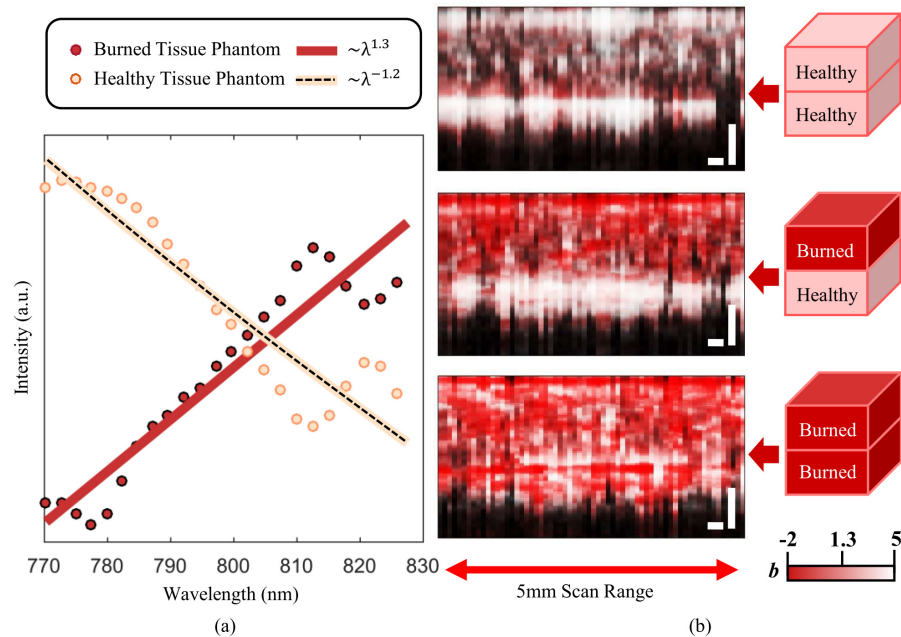 Burned Tissue Phantom
~λ^1.3
Healthy Tissue Phantom
~λ^−1.2
Intensity (a.u.)
770 780 790 800 810 820 830
Wavelength (nm)
(a)
Healthy
Healthy
Burned
Healthy
Burned
Burned
5mm Scan Range
-2 1.3 5
b
(b)